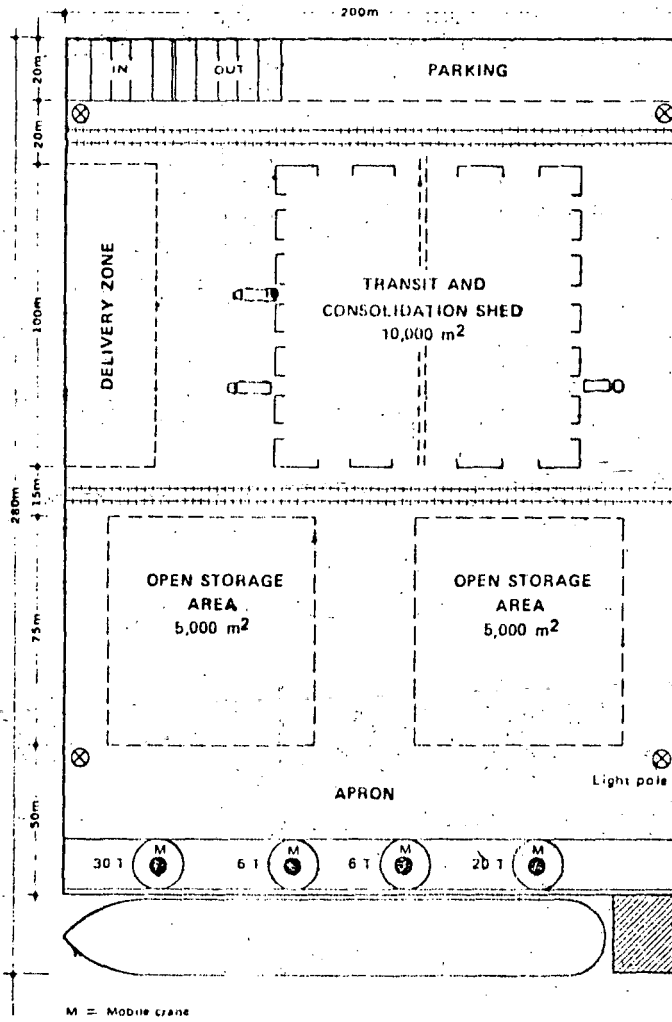 200m
20m
IN
OUT
PARKING
20m
100m
DELIVERY ZONE
TRANSIT AND
CONSOLIDATION SHED
10,000 m²
280m
15m
OPEN STORAGE
AREA
5,000 m²
OPEN STORAGE
AREA
5,000 m²
75m
Light pole
APRON
50m
30 T
M
6 T
M
6 T
M
20 T
M
M = Mobile crane